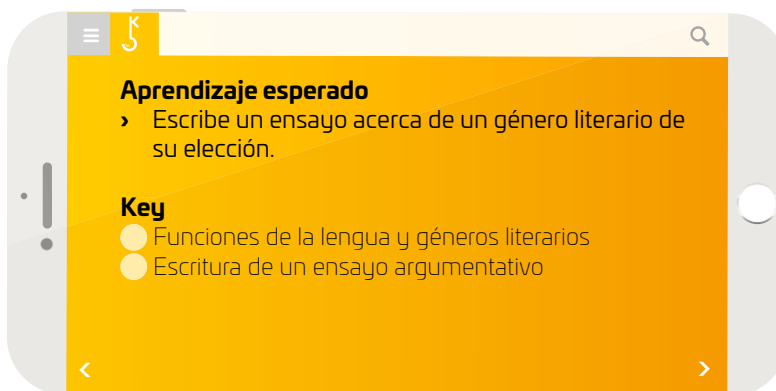 Aprendizaje esperado
› Escribe un ensayo acerca de un género literario de
su elección.
Key
Funciones de la lengua y géneros literarios
Escritura de un ensayo argumentativo